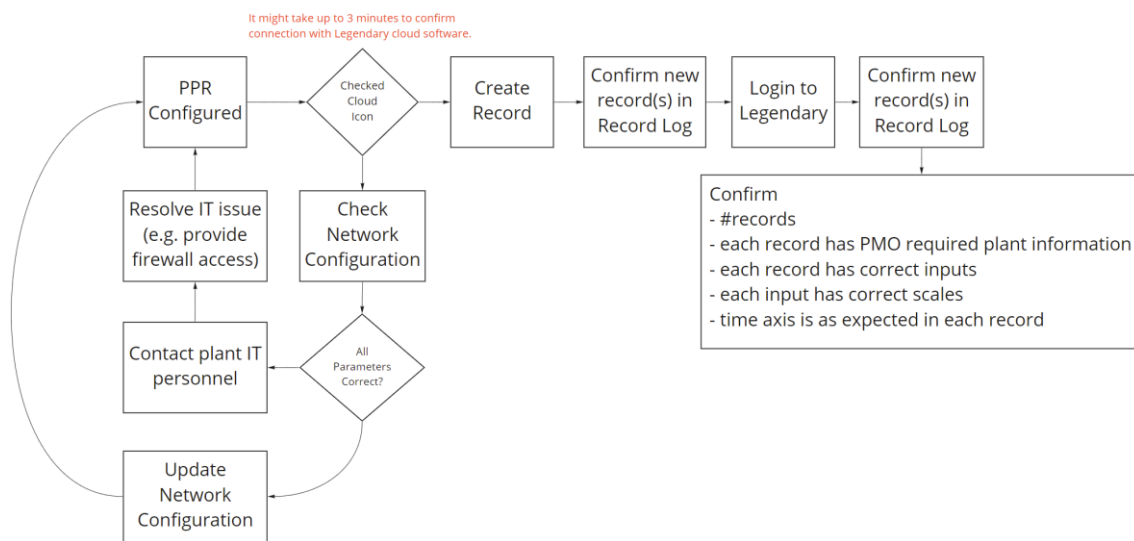 It might take up to 3 minutes to confirm
connection with Legendary cloud software.
PPR
Configured
Checked
Cloud
Icon
Create
Record
Confirm new
record(s) in
Record Log
Login to
Legendary
Confirm new
record(s) in
Record Log
Resolve IT issue
(e.g. provide
firewall access)
Check
Network
Configuration
Confirm
- #records
- each record has PMO required plant information
- each record has correct inputs
- each input has correct scales
- time axis is as expected in each record
Contact plant IT
personnel
All
Parameters
Correct?
Update
Network
Configuration